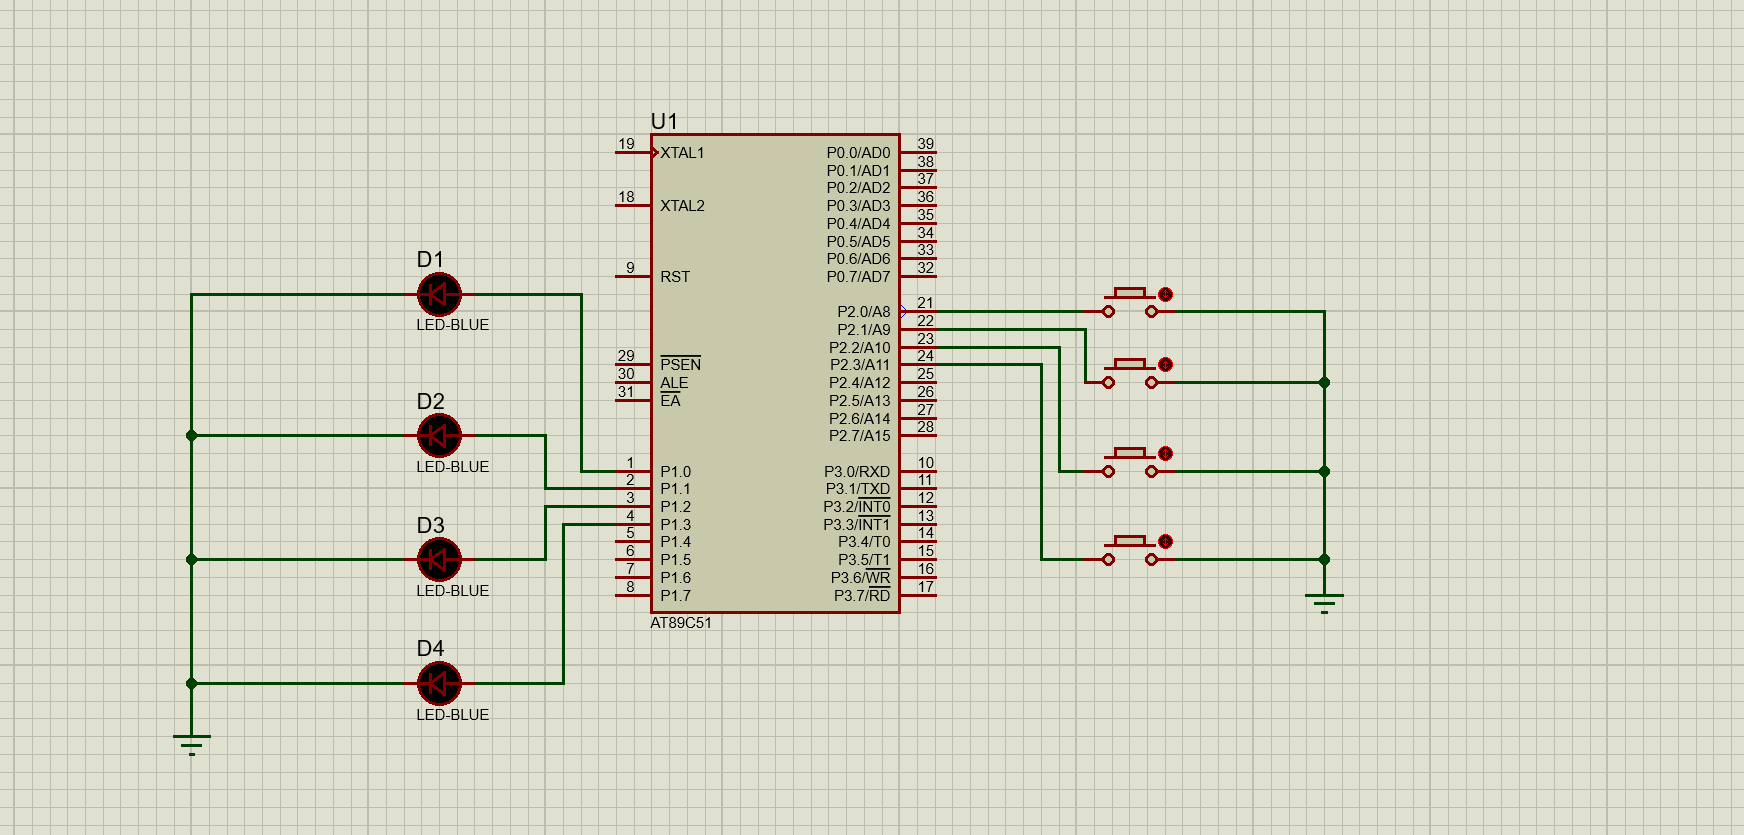 U1
19
XTAL1
18
XTAL2
9
RST
29
PSEN
30
ALE
31
EA
1
P1.0
2
P1.1
3
P1.2
4
P1.3
5
P1.4
6
P1.5
7
P1.6
8
P1.7
P0.0/AD0
39
P0.1/AD1
38
P0.2/AD2
37
P0.3/AD3
36
P0.4/AD4
35
P0.5/AD5
34
P0.6/AD6
33
P0.7/AD7
32
P2.0/A8
21
P2.1/A9
22
P2.2/A10
23
P2.3/A11
24
P2.4/A12
25
P2.5/A13
26
P2.6/A14
27
P2.7/A15
28
P3.0/RXD
10
P3.1/TXD
11
P3.2/INT0
12
P3.3/INT1
13
P3.4/T0
14
P3.5/T1
15
P3.6/WR
16
P3.7/RD
17
AT89C51
D1
LED-BLUE
D2
LED-BLUE
D3
LED-BLUE
D4
LED-BLUE